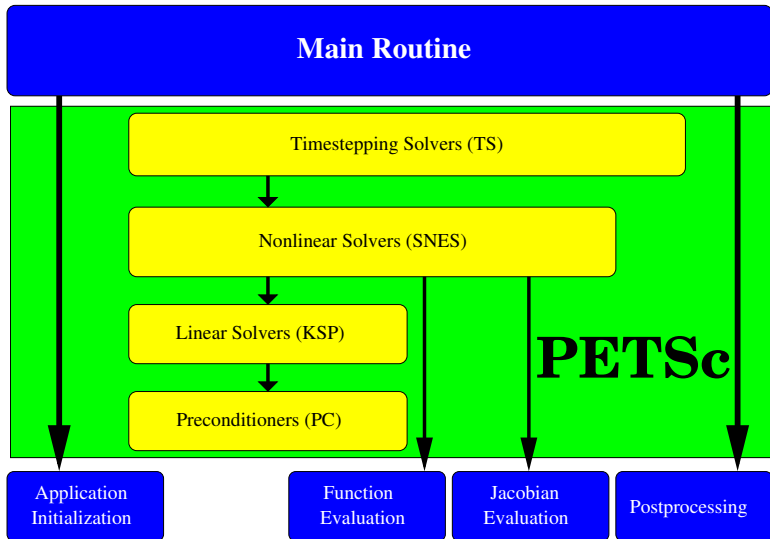 Main Routine
Timestepping Solvers (TS)
Nonlinear Solvers (SNES)
Linear Solvers (KSP)
PETSc
Preconditioners (PC)
Application
Initialization
Function
Evaluation
Jacobian
Evaluation
Postprocessing